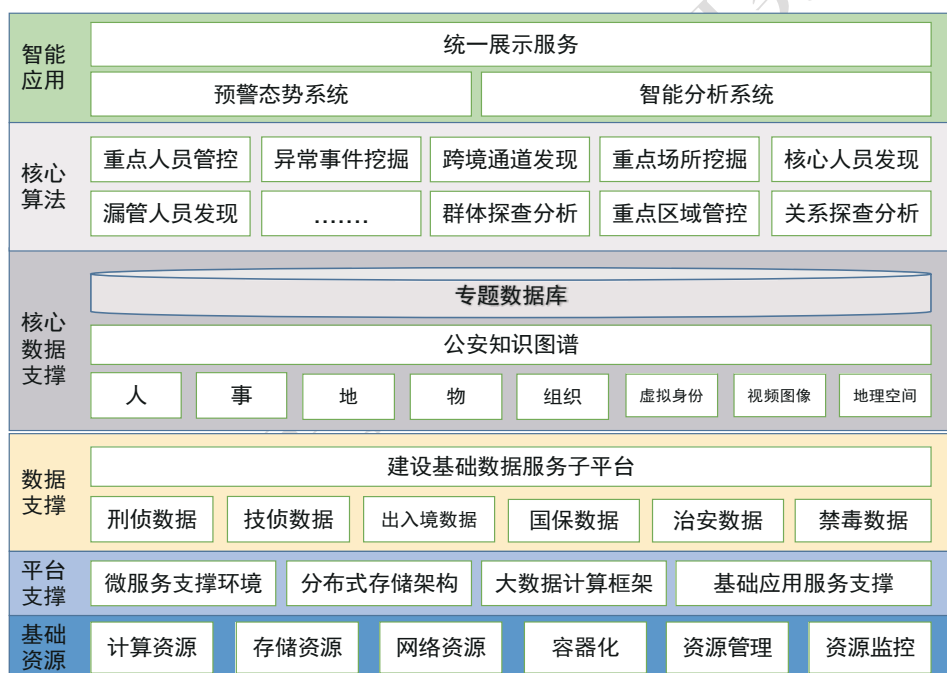 智能
应用
统一展示服务
预警态势系统 智能分析系统
核心
算法
重点人员管控 异常事件挖掘 跨境通道发现 重点场所挖掘 核心人员发现
漏管人员发现 ....... 群体探查分析 重点区域管控 关系探查分析
核心
数据
支撑
专题数据库
公安知识图谱
人 事 地 物 组织 虚拟身份 视频图像 地理空间
数据
支撑
建设基础数据服务子平台
刑侦数据 技侦数据 出入境数据 国保数据 治安数据 禁毒数据
平台
支撑
微服务支撑环境 分布式存储架构 大数据计算框架 基础应用服务支撑
基础
资源
计算资源 存储资源 网络资源 容器化 资源管理 资源监控